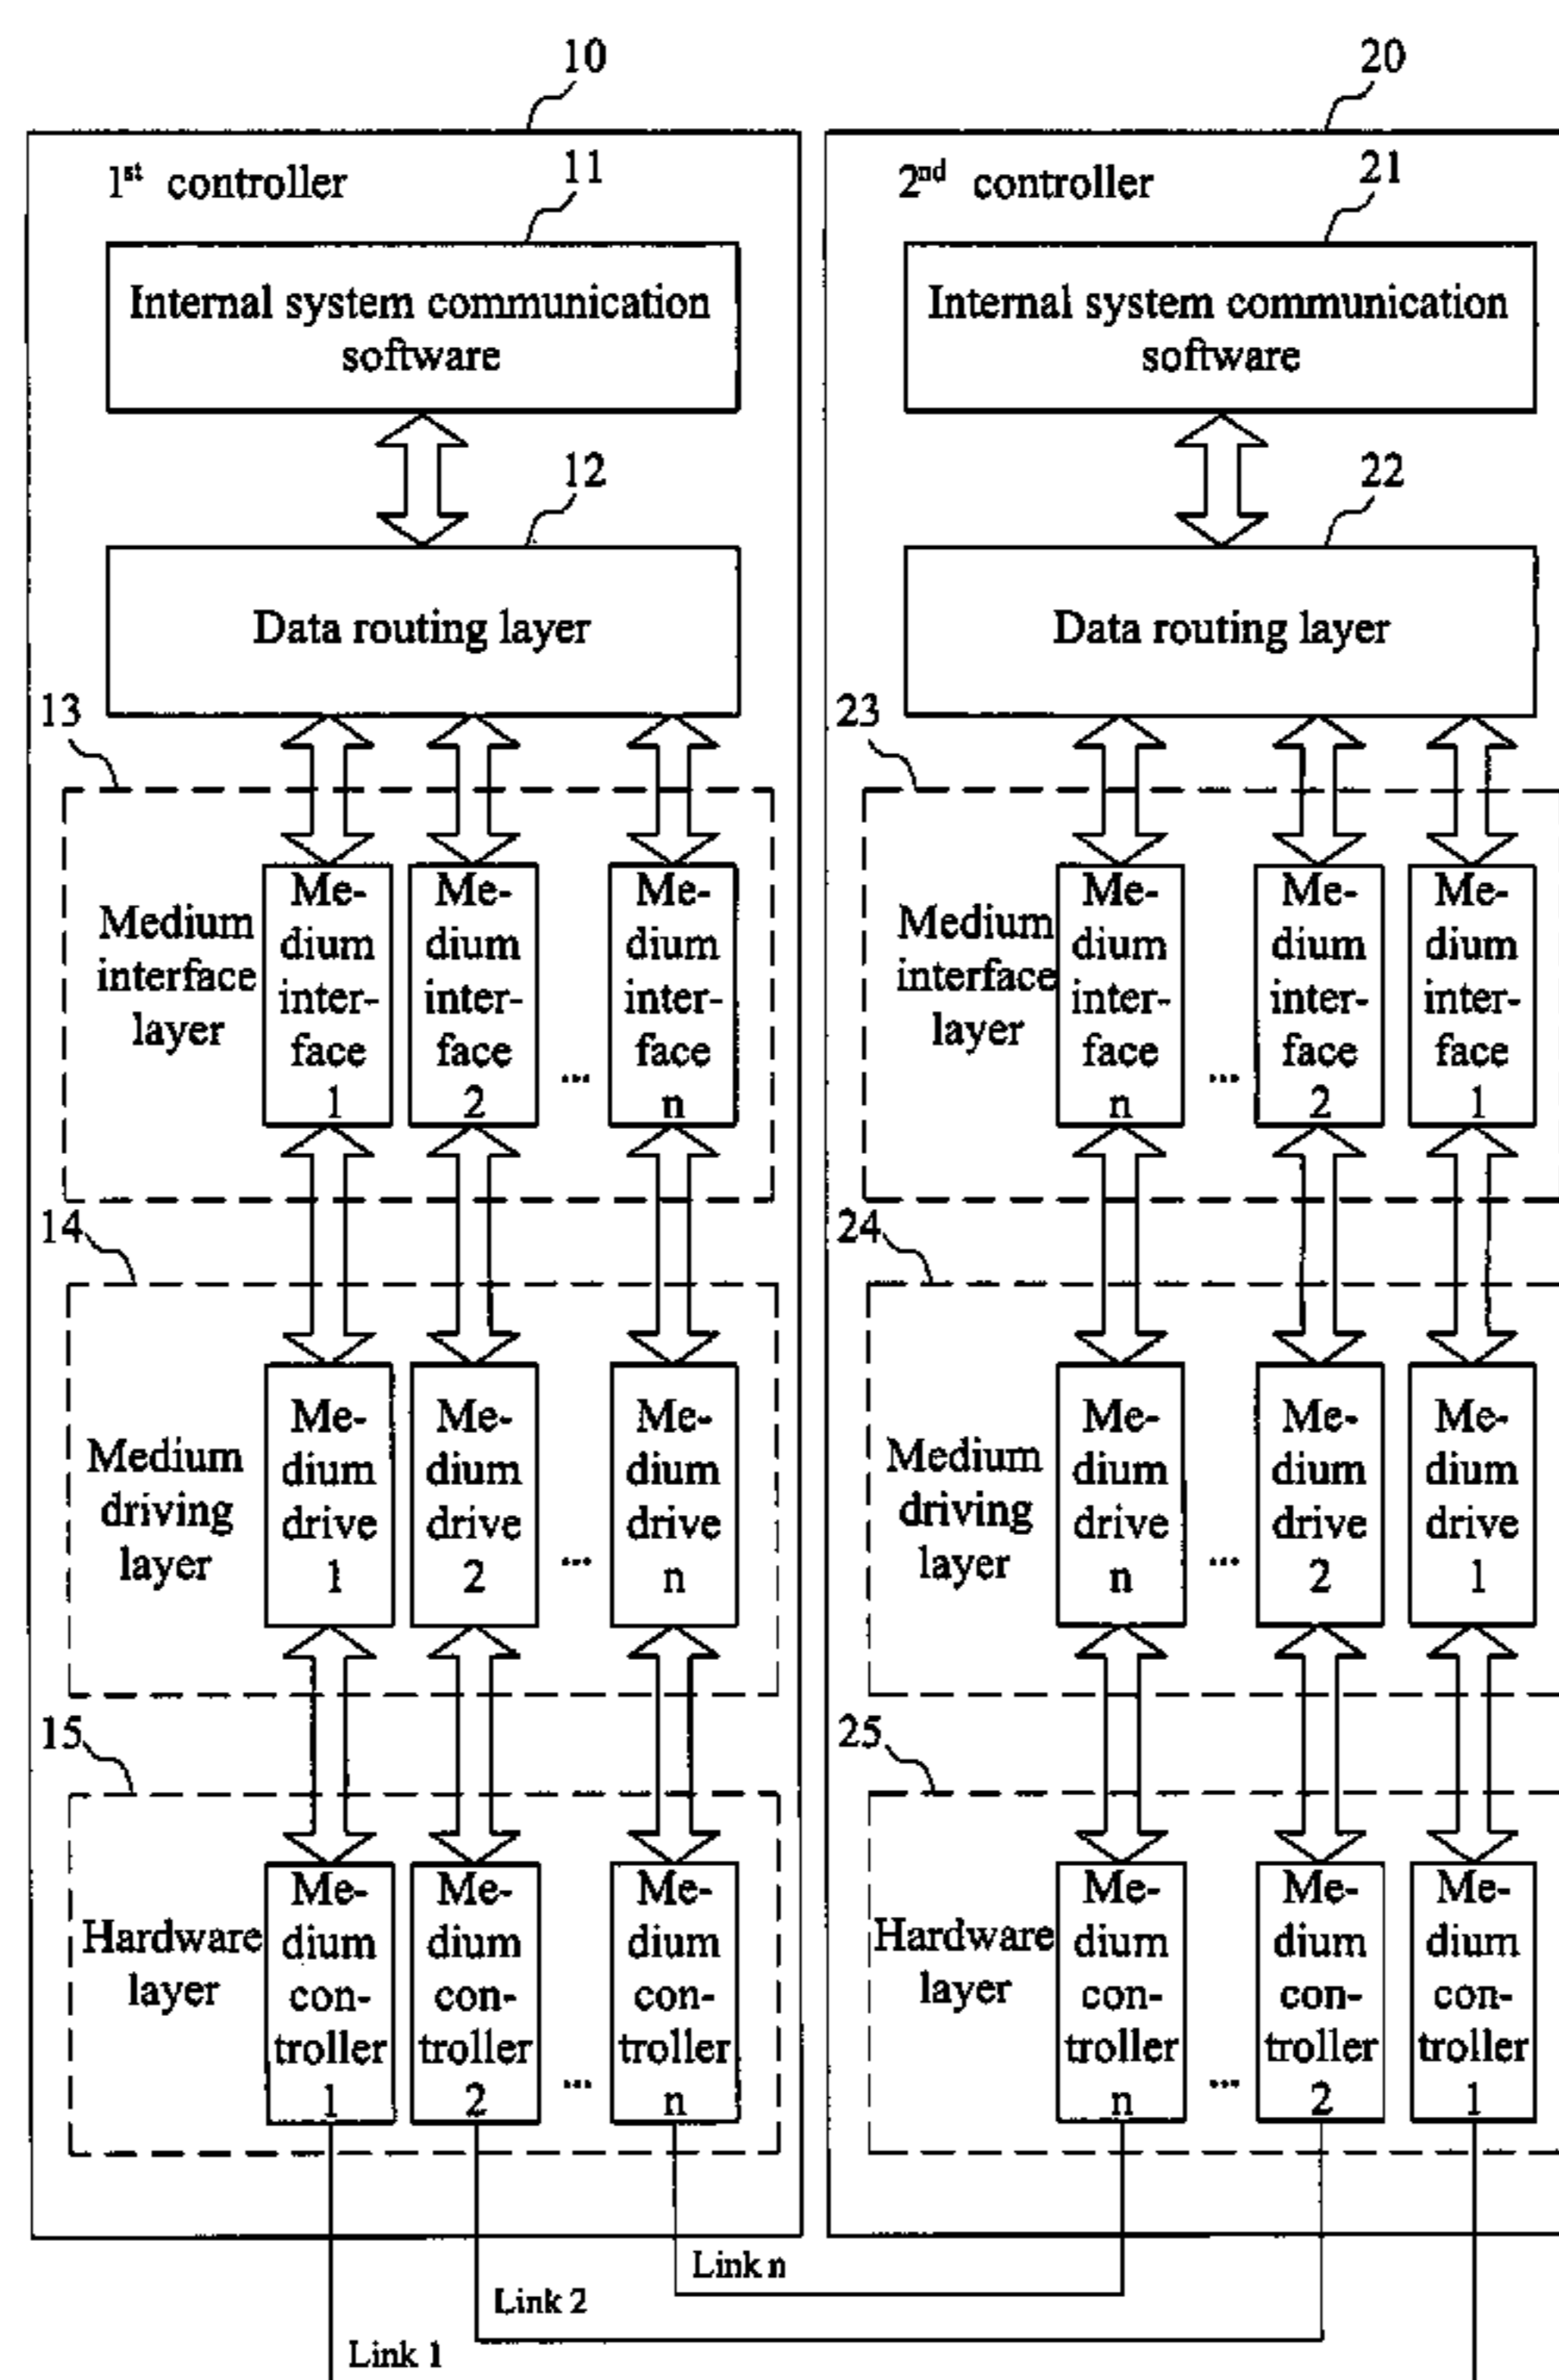 10
20
1st controller
11
2nd controller
21
Internal system communication
software
Internal system communication
software
12
22
Data routing layer
Data routing layer
13
23
Medium
interface
layer
Me-
dium
inter-
face
1
Me-
dium
inter-
face
2
...
Me-
dium
inter-
face
n
Medium
interface
layer
Me-
dium
inter-
face
n
...
Me-
dium
inter-
face
2
Me-
dium
inter-
face
1
14
24
Medium
driving
layer
Me-
dium
drive
1
Me-
dium
drive
2
...
Me-
dium
drive
n
Medium
driving
layer
Me-
dium
drive
n
...
Me-
dium
drive
2
Me-
dium
drive
1
15
25
Hardware
layer
Me-
dium
con-
troller
1
Me-
dium
con-
troller
2
...
Me-
dium
con-
troller
n
Hardware
layer
Me-
dium
con-
troller
n
...
Me-
dium
con-
troller
2
Me-
dium
con-
troller
1
Link n
Link 2
Link 1